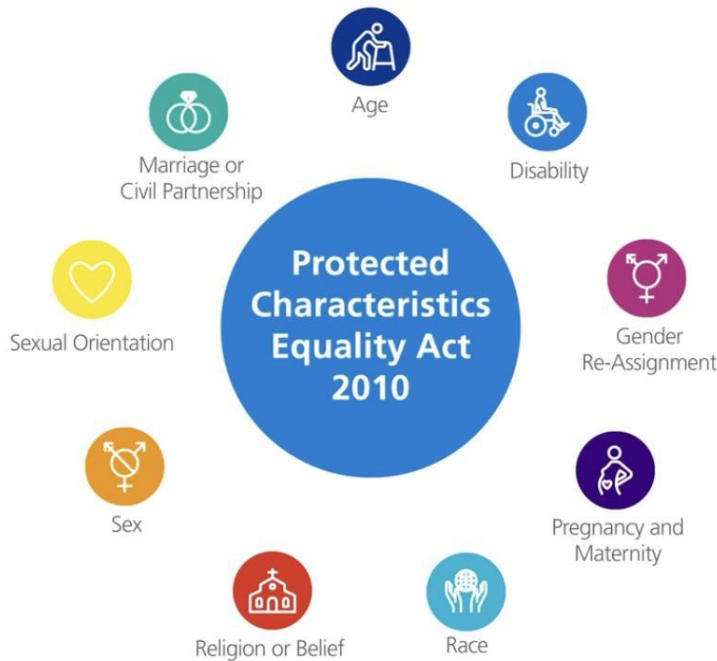 Protected
Characteristics
Equality Act
2010
Age
Disability
Gender
Re-Assignment
Pregnancy and
Maternity
Race
Religion or Belief
Sex
Sexual Orientation
Marriage or
Civil Partnership